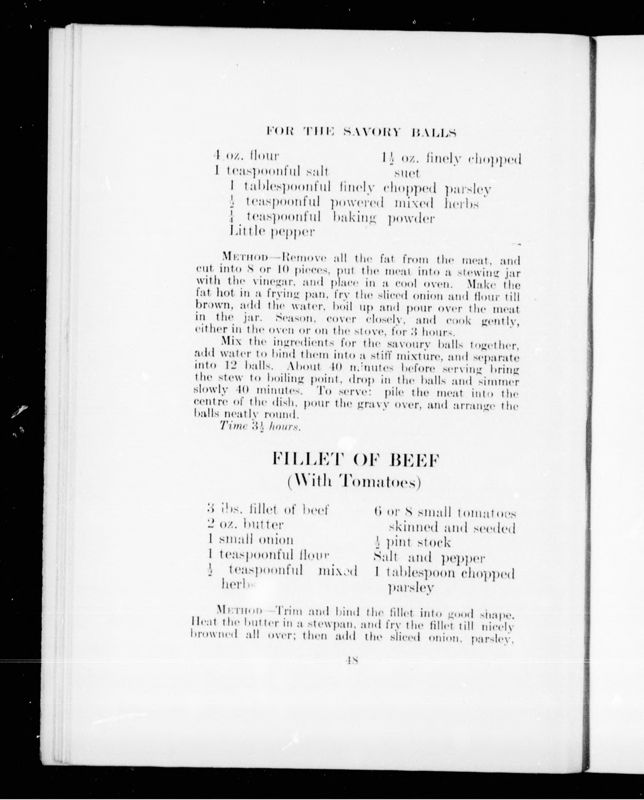 FOR THE SAVORY BALLS
4 oz. flour
1½ oz. finely chopped
suet
1 teaspoonful salt
1 tablespoonful finely chopped parsley
½ teaspoonful powered mixed herbs
¼ teaspoonful baking powder
Little pepper
METHOD—Remove all the fat from the meat, and
cut into 8 or 10 pieces, put the meat into a stewing jar
with the vinegar, and place in a cool oven. Make the
fat hot in a frying pan, fry the sliced onion and flour till
brown, add the water, boil up and pour over the meat
in the jar. Season, cover closely, and cook gently,
either in the oven or on the stove, for 3 hours.
Mix the ingredients for the savoury balls together,
add water to bind them into a stiff mixture, and separate
into 12 balls. About 40 minutes before serving bring
the stew to boiling point, drop in the balls and simmer
slowly 40 minutes. To serve: pile the meat into the
centre of the dish, pour the gravy over, and arrange the
balls neatly round.
Time 3½ hours.
FILLET OF BEEF
(With Tomatoes)
3 lbs. fillet of beef
2 oz. butter
1 small onion
1 teaspoonful flour
½ teaspoonful mixed
herbs
6 or 8 small tomatoes
skinned and seeded
½ pint stock
Salt and pepper
1 tablespoon chopped
parsley
METHOD—Trim and bind the fillet into good shape.
Heat the butter in a stewpan, and fry the fillet till nicely
browned all over; then add the sliced onion, parsley,
48